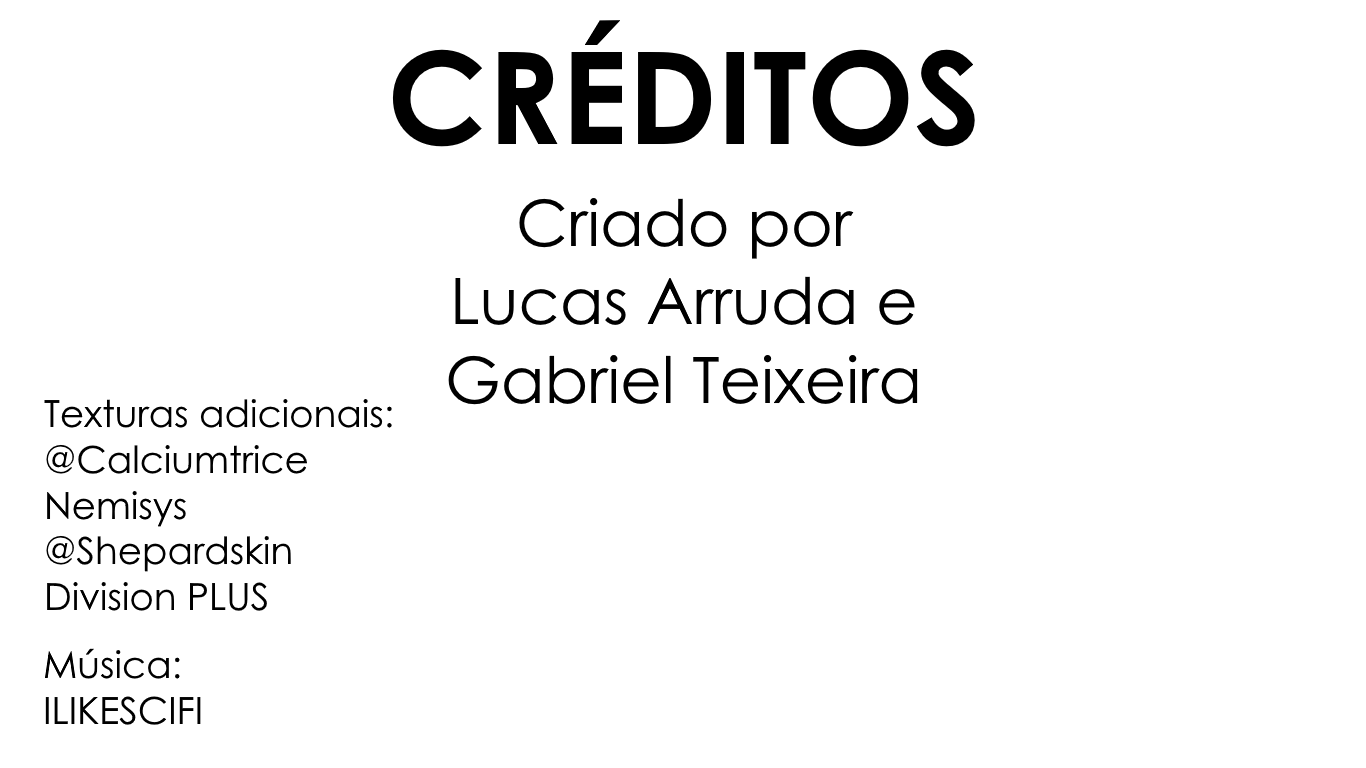 CRÉDITOS
Criado por
Lucas Arruda e
Gabriel Teixeira
Texturas adicionais:
@Calciumtrice
Nemisys
@Shepardskin
Division PLUS
Música:
ILIKESCIFI